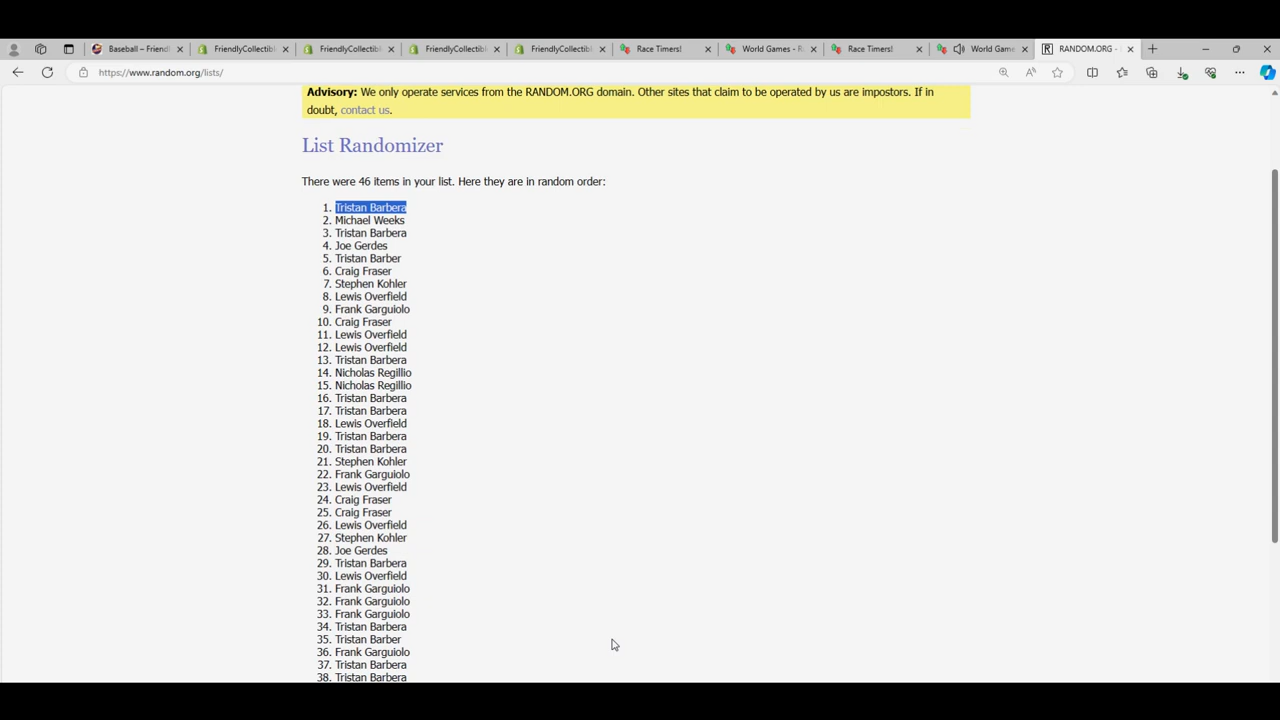 Baseball – Friendl
FriendlyCollectible
FriendlyCollectible
FriendlyCollectible
FriendlyCollectible
Race Timers!
World Games - R
Race Timers!
World Game
RANDOM.ORG -
https://www.random.org/lists/
Advisory: We only operate services from the RANDOM.ORG domain. Other sites that claim to be operated by us are impostors. If in
doubt, contact us.
List Randomizer
There were 46 items in your list. Here they are in random order:
1. Tristan Barbera
2. Michael Weeks
3. Tristan Barbera
4. Joe Gerdes
5. Tristan Barber
6. Craig Fraser
7. Stephen Kohler
8. Lewis Overfield
9. Frank Garguiolo
10. Craig Fraser
11. Lewis Overfield
12. Lewis Overfield
13. Tristan Barbera
14. Nicholas Regillio
15. Nicholas Regillio
16. Tristan Barbera
17. Tristan Barbera
18. Lewis Overfield
19. Tristan Barbera
20. Tristan Barbera
21. Stephen Kohler
22. Frank Garguiolo
23. Lewis Overfield
24. Craig Fraser
25. Craig Fraser
26. Lewis Overfield
27. Stephen Kohler
28. Joe Gerdes
29. Tristan Barbera
30. Lewis Overfield
31. Frank Garguiolo
32. Frank Garguiolo
33. Frank Garguiolo
34. Tristan Barbera
35. Tristan Barber
36. Frank Garguiolo
37. Tristan Barbera
38. Tristan Barbera